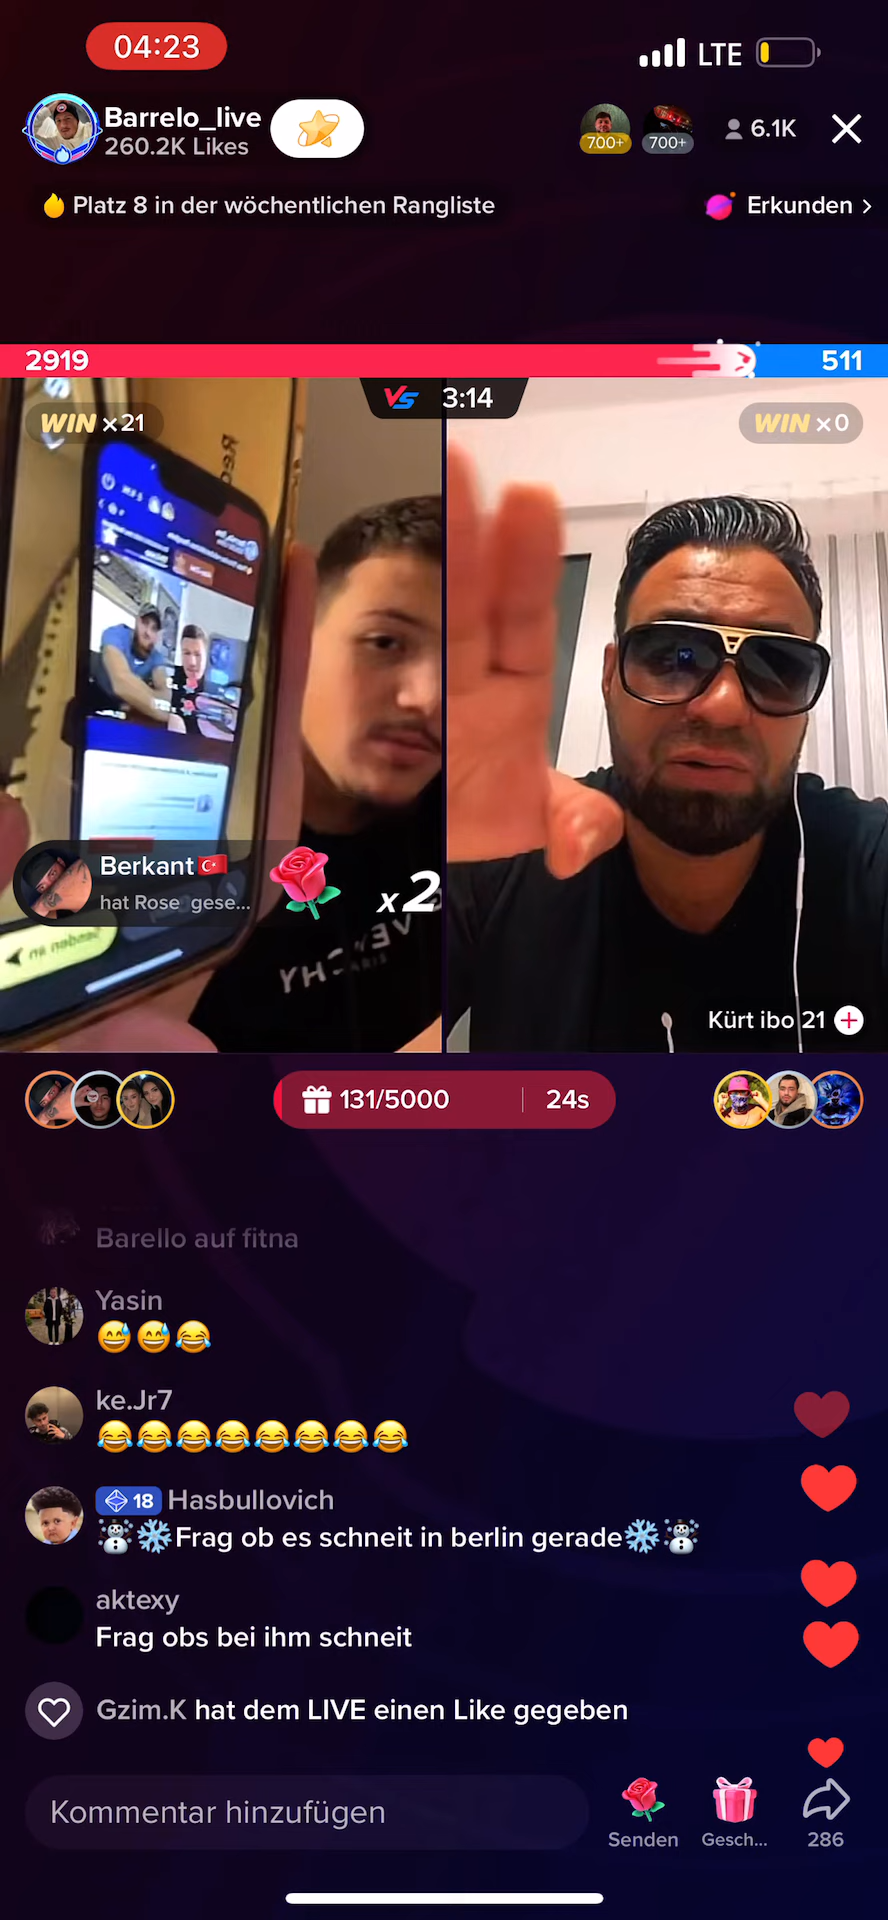 04:23
LTE
Barrelo_live
260.2K Likes
700+
700+
6.1K
Platz 8 in der wöchentlichen Rangliste
Erkunden >
2919
511
VS 3:14
WIN x21
WIN x0
Berkant🇹🇷
hat Rose gese...
x2
Kürt ibo 21
131/5000
24s
Barello auf fitna
Yasin
😅😅😂
ke.Jr7
😂😂😂😂😂😂😂😂
18 Hasbullovich
☃️❄️Frag ob es schneit in berlin gerade❄️☃️
aktexy
Frag obs bei ihm schneit
Gzim.K hat dem LIVE einen Like gegeben
Kommentar hinzufügen
Senden
Gesch...
286